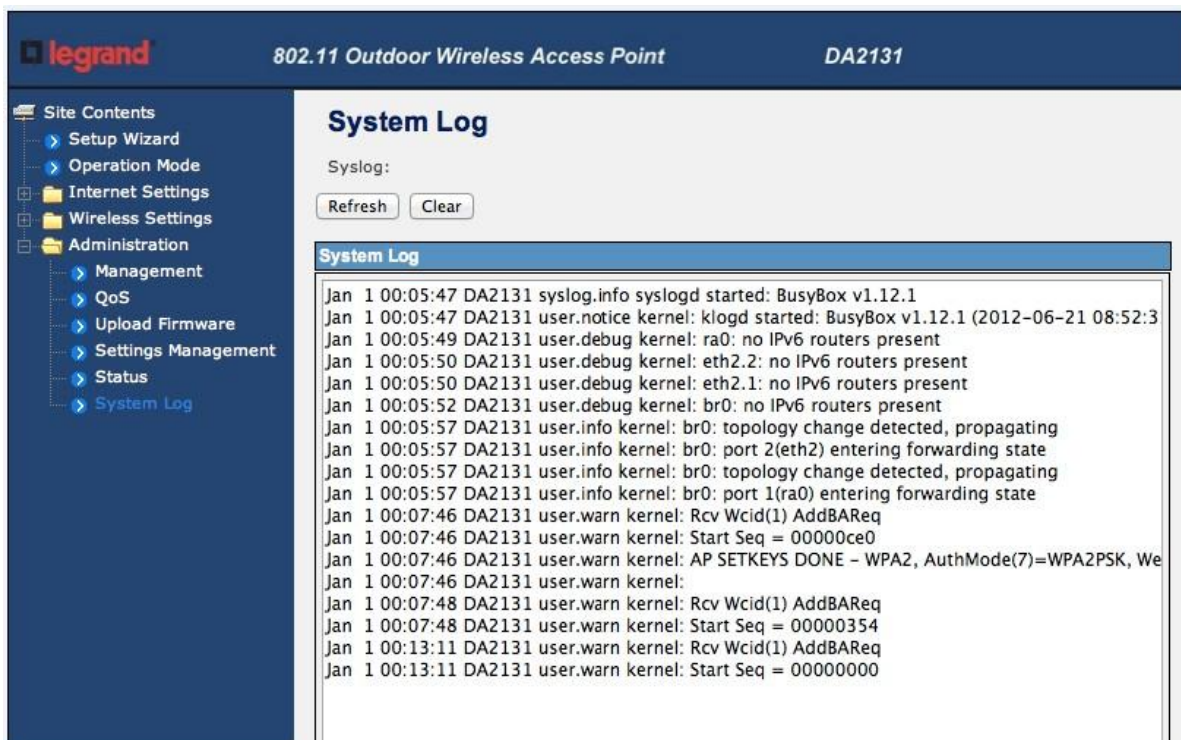 legrand
802.11 Outdoor Wireless Access Point DA2131
Site Contents
Setup Wizard
Operation Mode
Internet Settings
Wireless Settings
Administration
Management
QoS
Upload Firmware
Settings Management
Status
System Log
System Log
Syslog:
Refresh Clear
System Log
Jan 1 00:05:47 DA2131 syslog.info syslogd started: BusyBox v1.12.1
Jan 1 00:05:47 DA2131 user.notice kernel: klogd started: BusyBox v1.12.1 (2012-06-21 08:52:3
Jan 1 00:05:49 DA2131 user.debug kernel: ra0: no IPv6 routers present
Jan 1 00:05:50 DA2131 user.debug kernel: eth2.2: no IPv6 routers present
Jan 1 00:05:50 DA2131 user.debug kernel: eth2.1: no IPv6 routers present
Jan 1 00:05:52 DA2131 user.debug kernel: br0: no IPv6 routers present
Jan 1 00:05:57 DA2131 user.info kernel: br0: topology change detected, propagating
Jan 1 00:05:57 DA2131 user.info kernel: br0: port 2(eth2) entering forwarding state
Jan 1 00:05:57 DA2131 user.info kernel: br0: topology change detected, propagating
Jan 1 00:05:57 DA2131 user.info kernel: br0: port 1(ra0) entering forwarding state
Jan 1 00:07:46 DA2131 user.warn kernel: Rcv Wcid(1) AddBAReq
Jan 1 00:07:46 DA2131 user.warn kernel: Start Seq = 00000ce0
Jan 1 00:07:46 DA2131 user.warn kernel: AP SETKEYS DONE - WPA2, AuthMode(7)=WPA2PSK, We
Jan 1 00:07:46 DA2131 user.warn kernel:
Jan 1 00:07:48 DA2131 user.warn kernel: Rcv Wcid(1) AddBAReq
Jan 1 00:07:48 DA2131 user.warn kernel: Start Seq = 00000354
Jan 1 00:13:11 DA2131 user.warn kernel: Rcv Wcid(1) AddBAReq
Jan 1 00:13:11 DA2131 user.warn kernel: Start Seq = 00000000